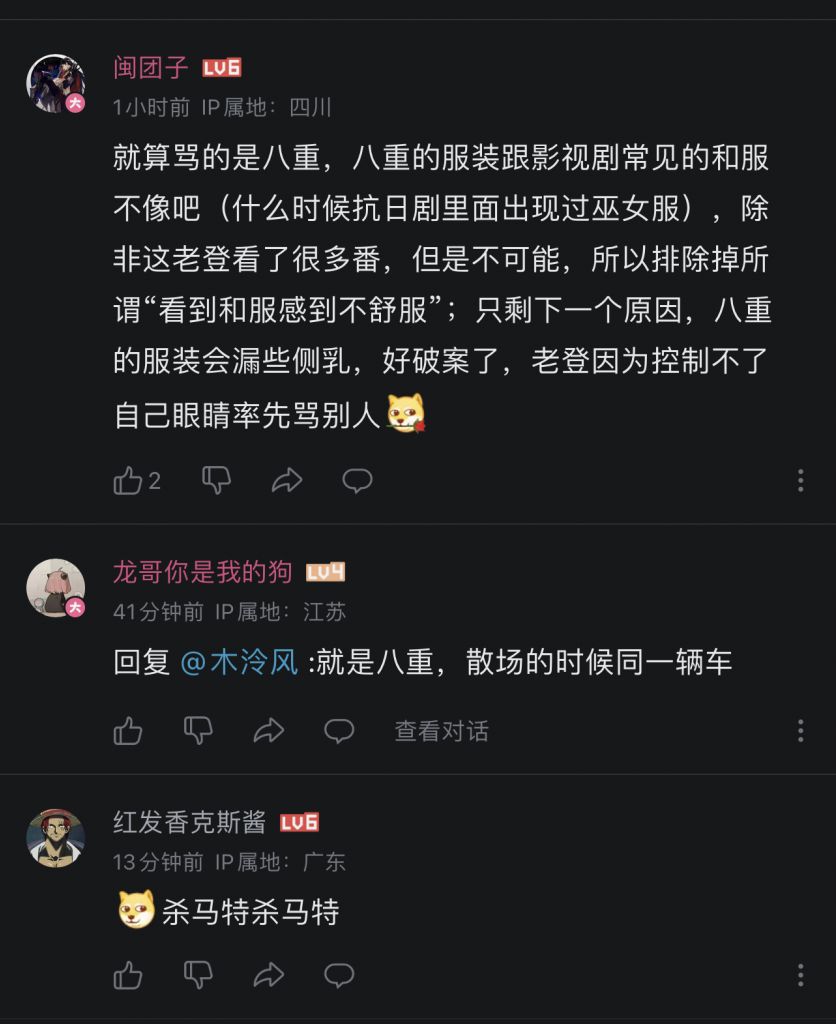 闽团子 LV6
1小时前 IP属地：四川
就算骂的是八重，八重的服装跟影视剧常见的和服
不像吧（什么时候抗日剧里面出现过巫女服），除
非这老登看了很多番，但是不可能，所以排除掉所
谓“看到和服感到不舒服”；只剩下一个原因，八重
的服装会漏些侧乳，好破案了，老登因为控制不了
自己眼睛率先骂别人
2
龙哥你是我的狗 LV4
41分钟前 IP属地：江苏
回复 @木泠风 :就是八重，散场的时候同一辆车
查看对话
红发香克斯酱 LV6
13分钟前 IP属地：广东
杀马特杀马特